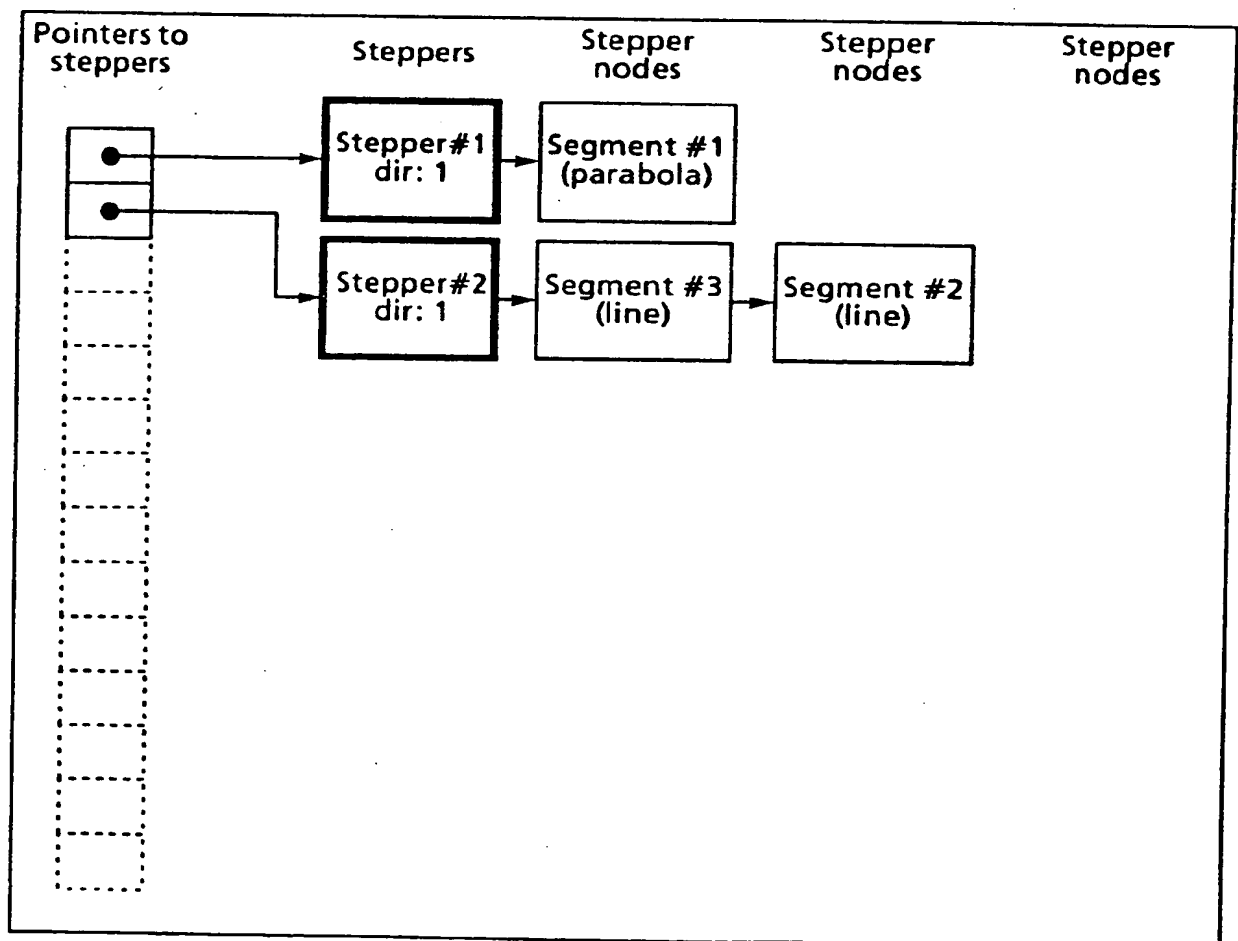 Pointers to
steppers
Steppers
Stepper
nodes
Stepper
nodes
Stepper
nodes
Stepper#1
dir: 1
Segment #1
(parabola)
Stepper#2
dir: 1
Segment #3
(line)
Segment #2
(line)